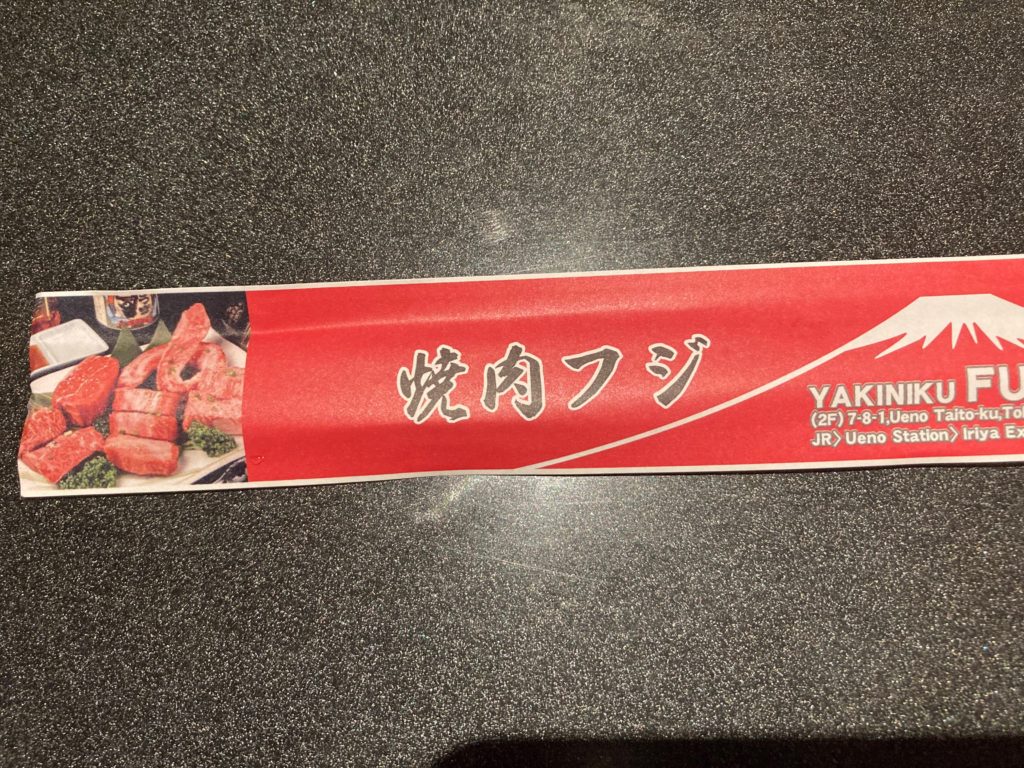 焼肉フジ
YAKINIKU FU
(2F) 7-8-1,Ueno Taito-ku,To
JR〉Ueno Station〉Iriya Ex